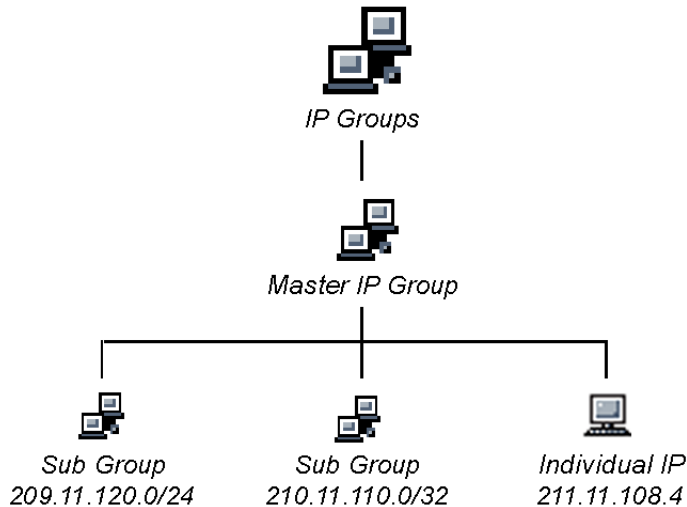 IP Groups
Master IP Group
Sub Group
209.11.120.0/24
Sub Group
210.11.110.0/32
Individual IP
211.11.108.4